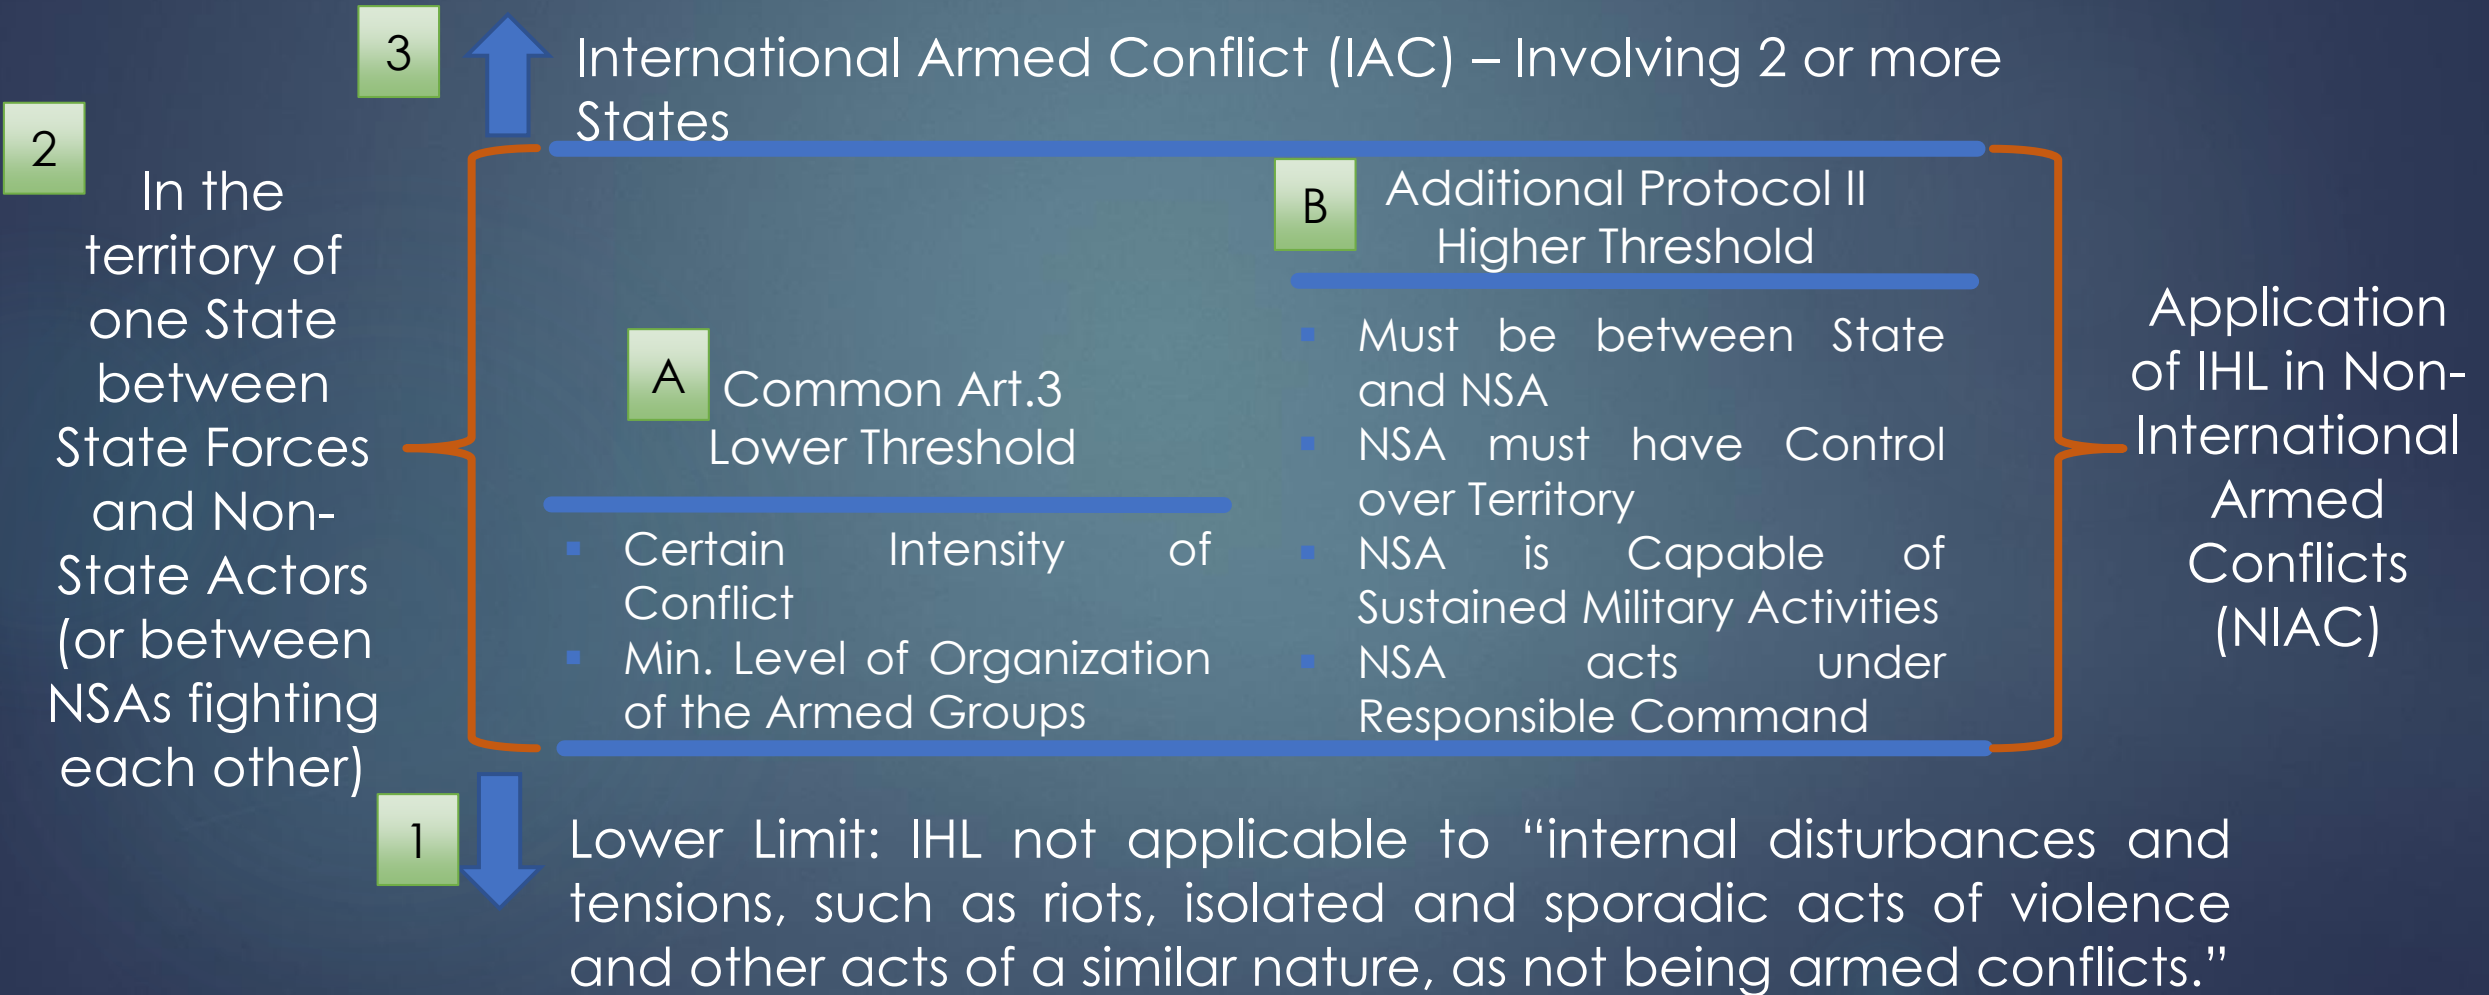 3
International Armed Conflict (IAC) – Involving 2 or more
States
2
In the
territory of
one State
between
State Forces
and Non-
State Actors
(or between
NSAs fighting
each other)
A
Common Art.3
Lower Threshold
Certain Intensity of
Conflict
Min. Level of Organization
of the Armed Groups
B
Additional Protocol II
Higher Threshold
Must be between State
and NSA
NSA must have Control
over Territory
NSA is Capable of
Sustained Military Activities
NSA acts under
Responsible Command
Application
of IHL in Non-
International
Armed
Conflicts
(NIAC)
1
Lower Limit: IHL not applicable to “internal disturbances and
tensions, such as riots, isolated and sporadic acts of violence
and other acts of a similar nature, as not being armed conflicts.”